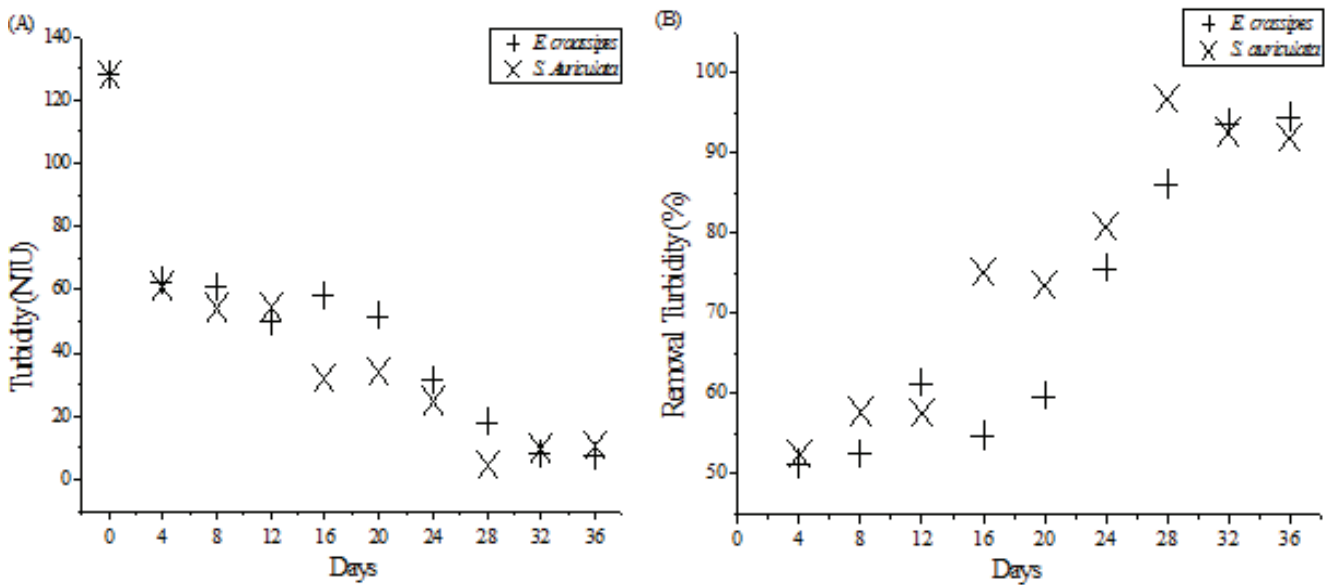 (A)
E. craassipes
S. Auriculata
140
120
100
80
60
40
20
0
Turbidity (NTU)
0 4 8 12 16 20 24 28 32 36
Days
(B)
E. crassipes
S. auriculata
100
90
80
70
60
50
Removal Turbidity (%)
0 4 8 12 16 20 24 28 32 36
Days